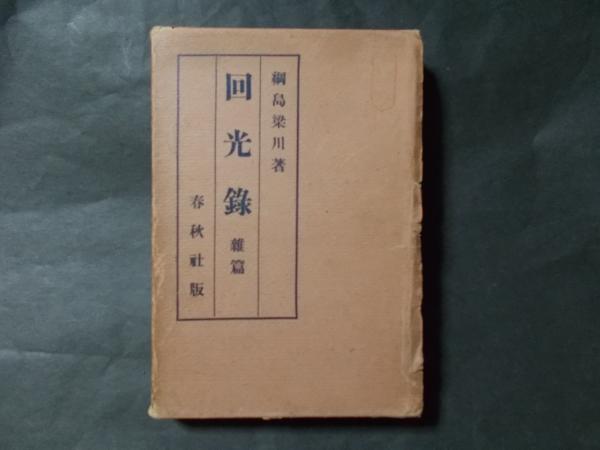 綱島梁川著
回光錄 雜篇
春秋社版